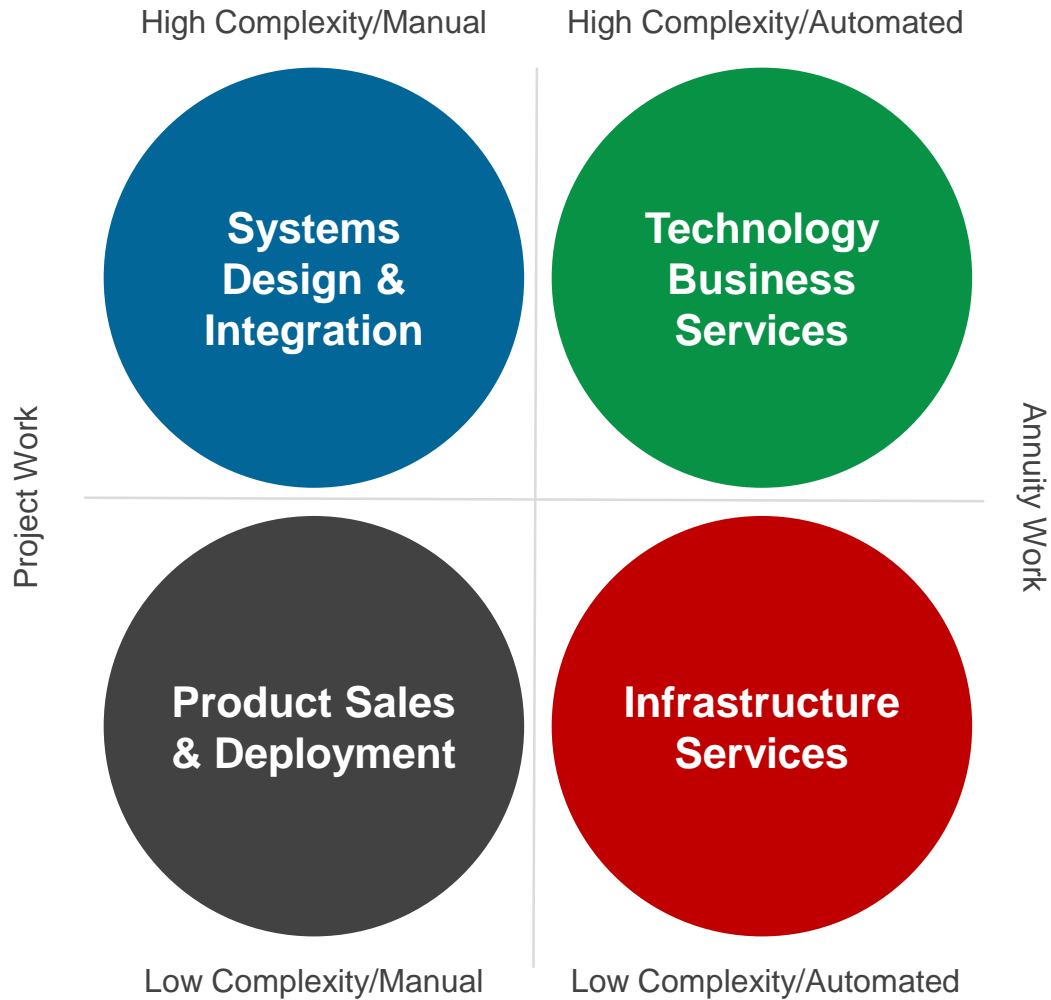 High Complexity/Manual
High Complexity/Automated
Systems
Design &
Integration
Technology
Business
Services
Project Work
Annuity Work
Product Sales
& Deployment
Infrastructure
Services
Low Complexity/Manual
Low Complexity/Automated